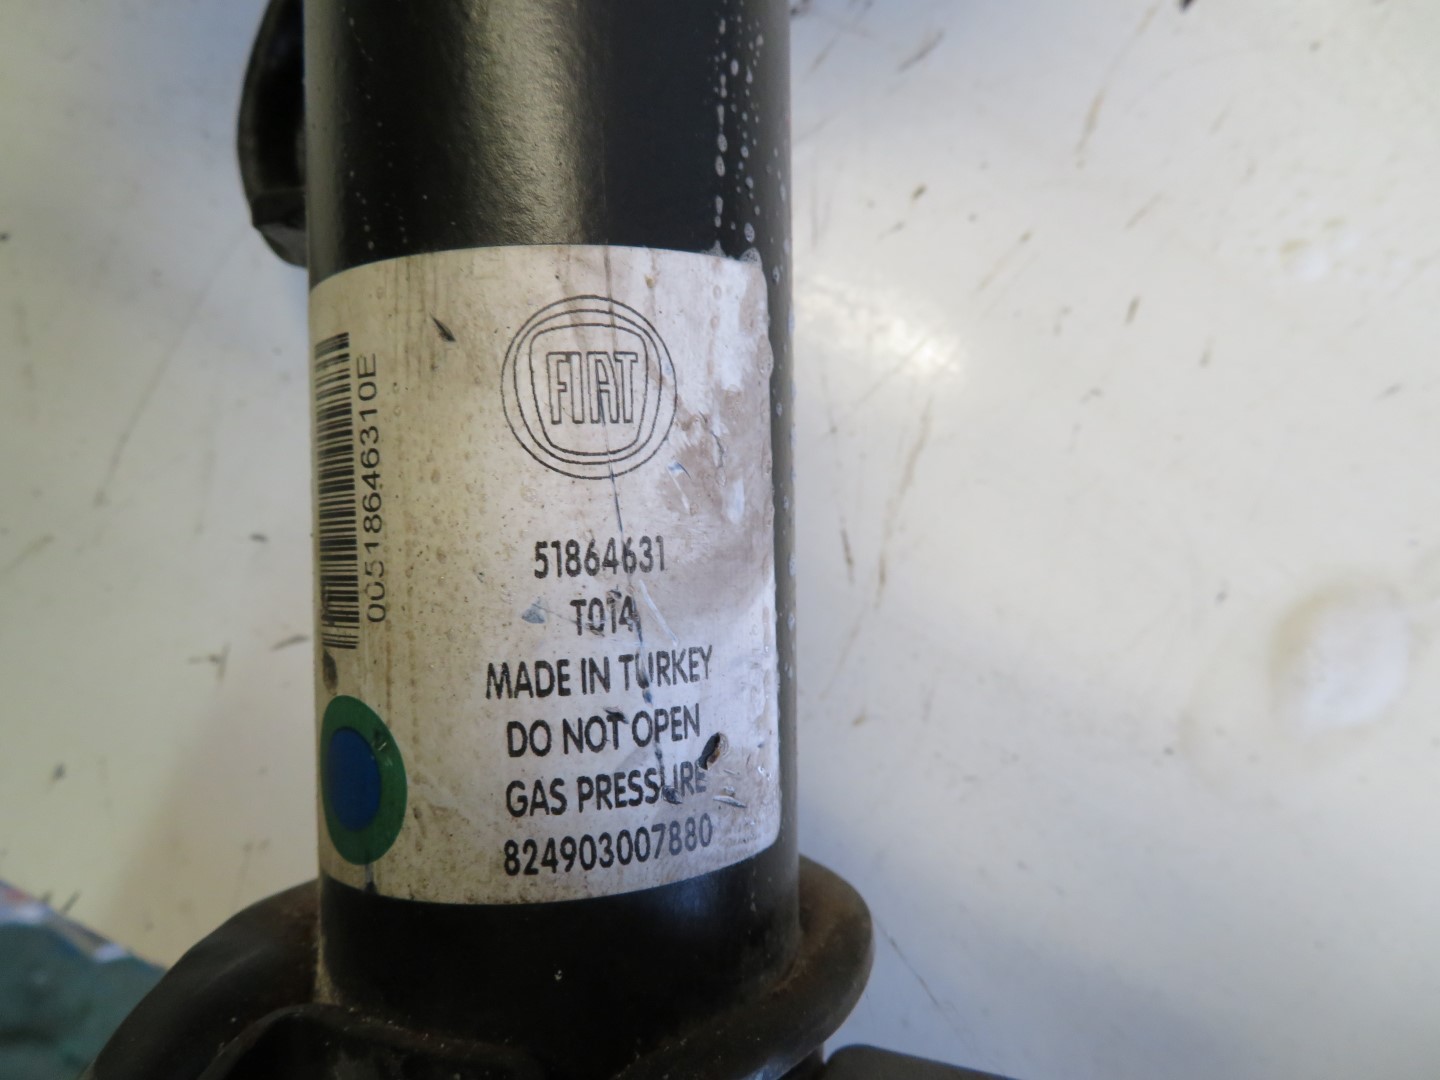 FIAT
51864631
T014
MADE IN TURKEY
DO NOT OPEN
GAS PRESSURE
824903007880
00518646310E